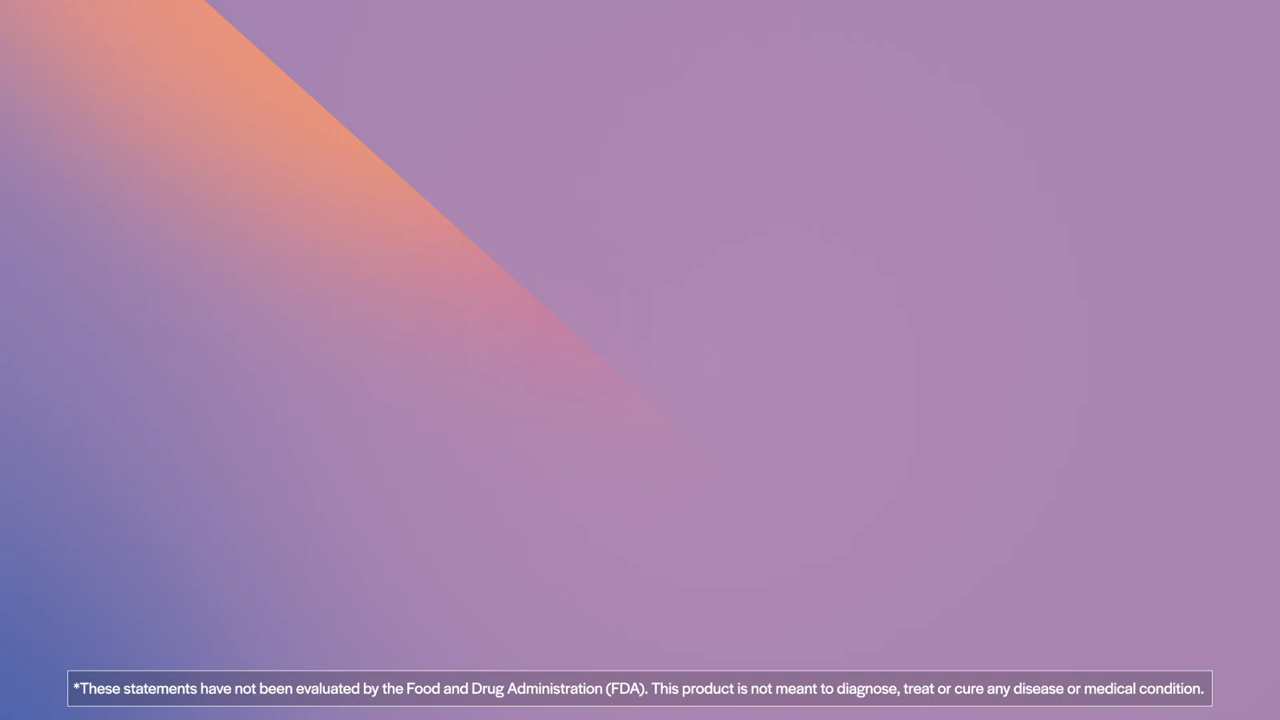 *These statements have not been evaluated by the Food and Drug Administration (FDA). This product is not meant to diagnose, treat or cure any disease or medical condition.